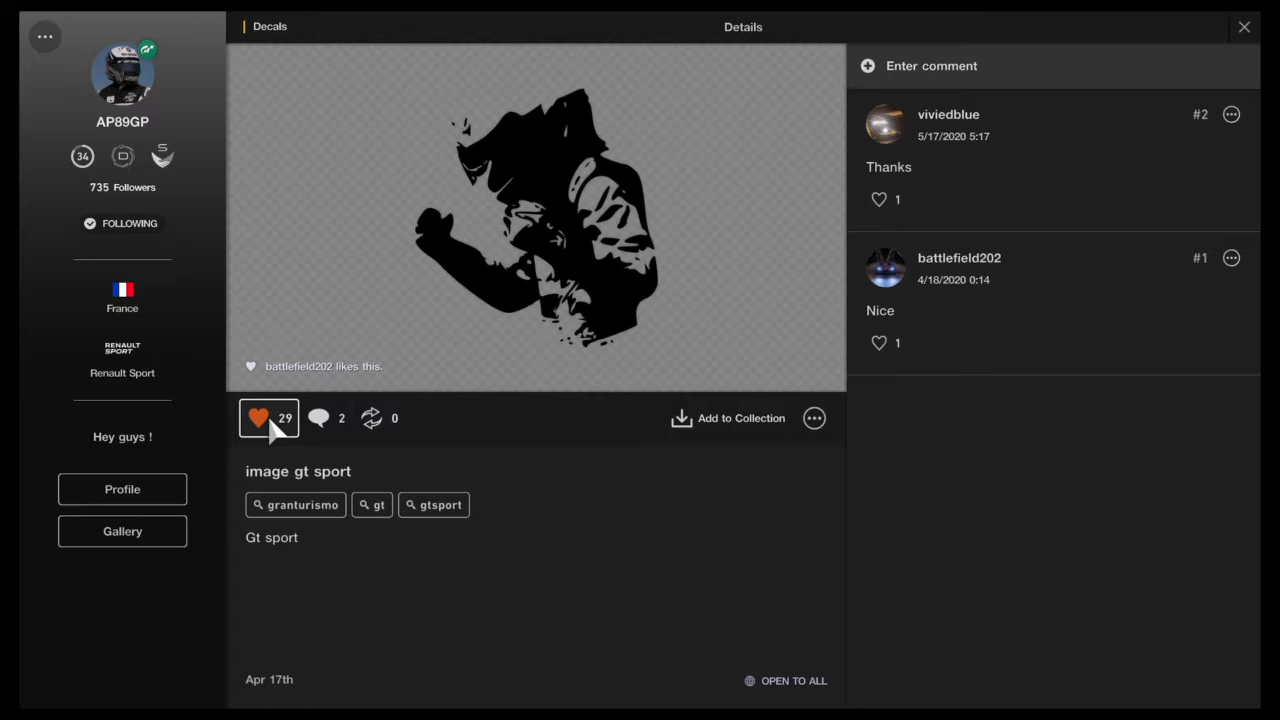 Decals
Details
AP89GP
34
S
735 Followers
FOLLOWING
France
RENAULT
SPORT
Renault Sport
Hey guys !
Profile
Gallery
battlefield202 likes this.
29
2
0
Add to Collection
image gt sport
granturismo
gt
gtsport
Gt sport
Apr 17th
OPEN TO ALL
Enter comment
viviedblue
#2
5/17/2020 5:17
Thanks
1
battlefield202
#1
4/18/2020 0:14
Nice
1